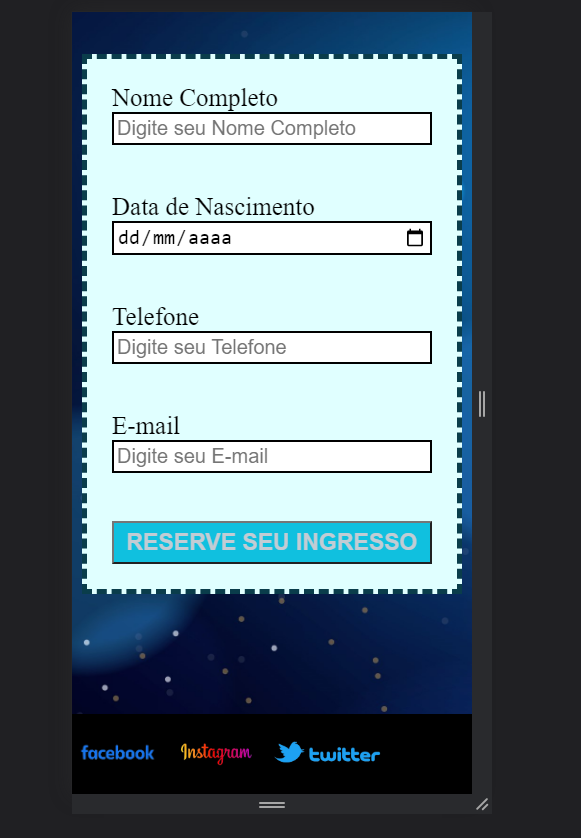 Nome Completo
Digite seu Nome Completo
Data de Nascimento
dd/mm/aaaa
Telefone
Digite seu Telefone
E-mail
Digite seu E-mail
RESERVE SEU INGRESSO
facebook Instagram twitter